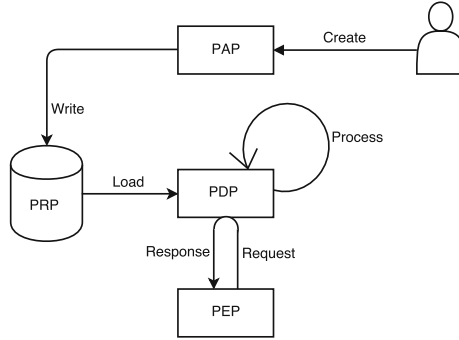 PAP
Create
Write
Process
PRP
Load
PDP
Response
Request
PEP